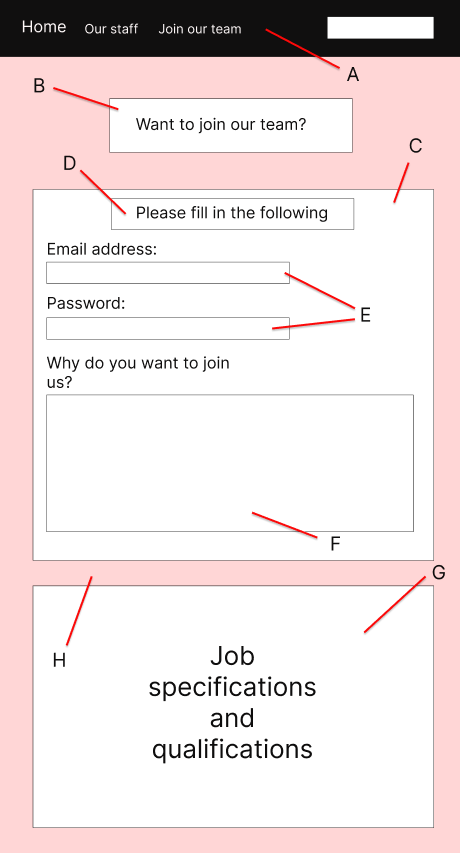 Home Our staff Join our team
A
B
Want to join our team?
C
D
Please fill in the following
Email address:
E
Password:
Why do you want to join
us?
F
G
H
Job
specifications
and
qualifications